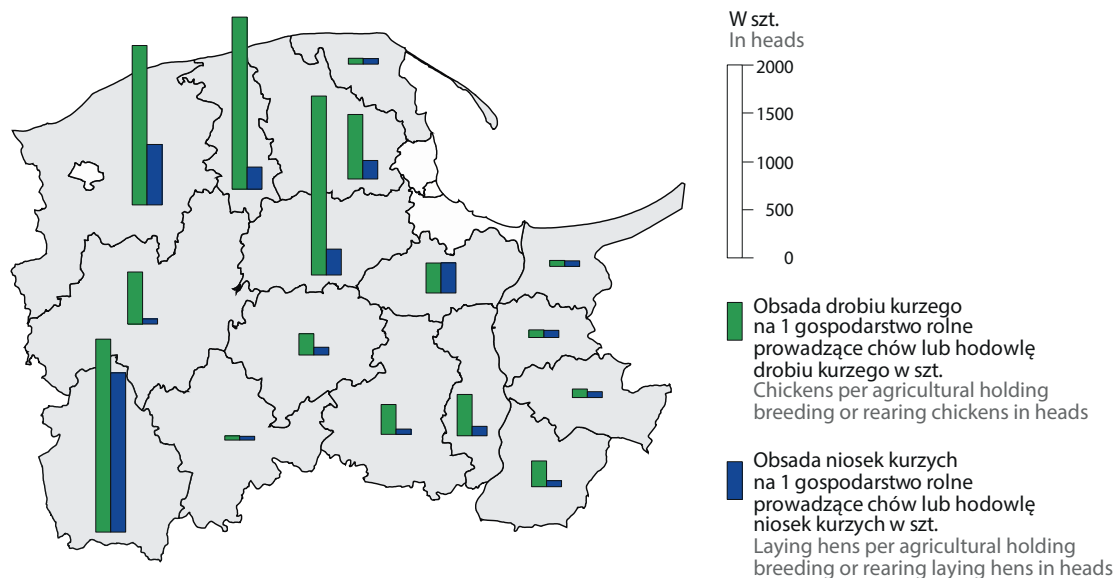 W szt.
In heads
2000
1500
1000
500
0
Obsada drobiu kurzego
na 1 gospodarstwo rolne
prowadzące chów lub hodowlę
drobiu kurzego w szt.
Chickens per agricultural holding
breeding or rearing chickens in heads
Obsada niosek kurzych
na 1 gospodarstwo rolne
prowadzące chów lub hodowlę
niosek kurzych w szt.
Laying hens per agricultural holding
breeding or rearing laying hens in heads